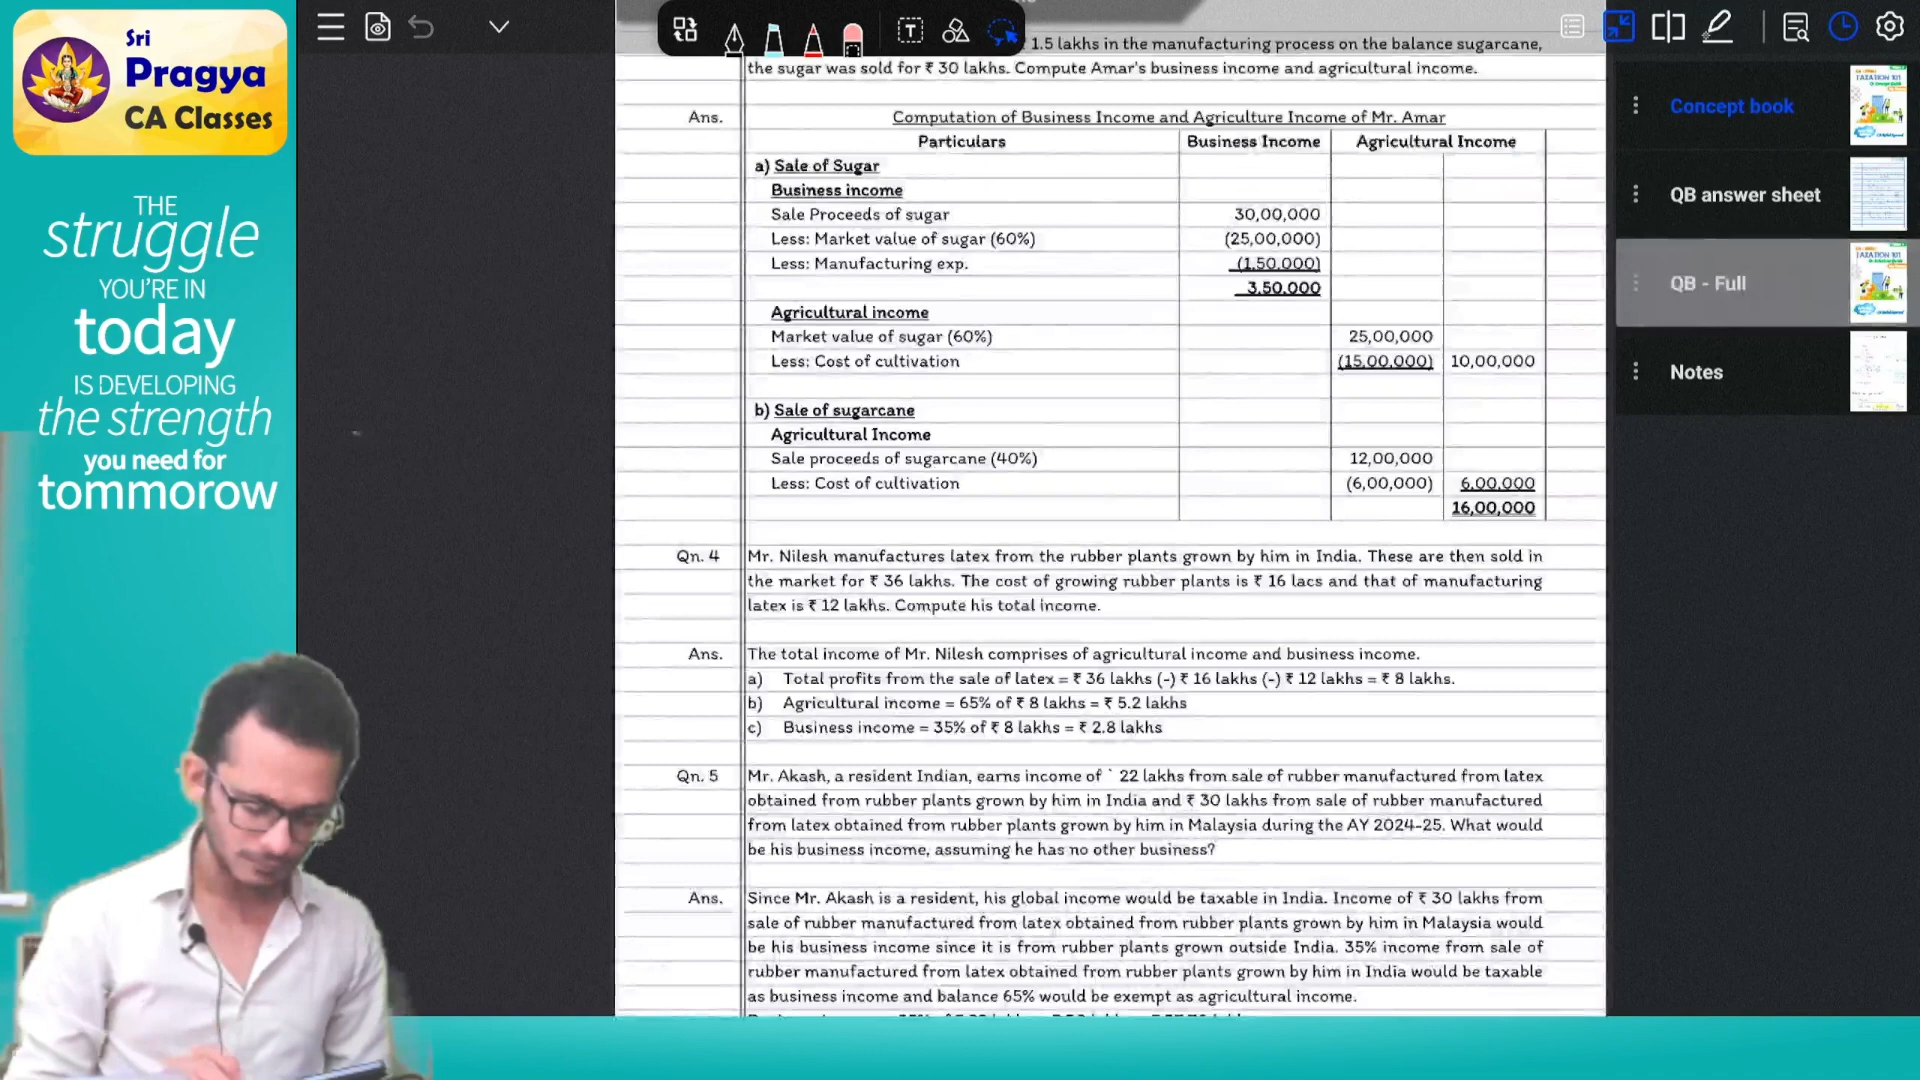 Sri
Pragya
CA Classes
THE
struggle
YOU'RE IN
today
IS DEVELOPING
the strength
you need for
tommorow
1.5 lakhs in the manufacturing process on the balance sugarcane,
the sugar was sold for ₹ 30 lakhs. Compute Amar's business income and agricultural income.
Ans. Computation of Business Income and Agriculture Income of Mr. Amar
Particulars Business Income Agricultural Income
a) Sale of Sugar
Business income
Sale Proceeds of sugar 30,00,000
Less: Market value of sugar (60%) (25,00,000)
Less: Manufacturing exp. (1,50,000)
3,50,000
Agricultural income
Market value of sugar (60%) 25,00,000
Less: Cost of cultivation (15,00,000) 10,00,000
b) Sale of sugarcane
Agricultural Income
Sale proceeds of sugarcane (40%) 12,00,000
Less: Cost of cultivation (6,00,000) 6,00,000
16,00,000
Qn. 4 Mr. Nilesh manufactures latex from the rubber plants grown by him in India. These are then sold in
the market for ₹ 36 lakhs. The cost of growing rubber plants is ₹ 16 lacs and that of manufacturing
latex is ₹ 12 lakhs. Compute his total income.
Ans. The total income of Mr. Nilesh comprises of agricultural income and business income.
a) Total profits from the sale of latex = ₹ 36 lakhs (-) ₹ 16 lakhs (-) ₹ 12 lakhs = ₹ 8 lakhs.
b) Agricultural income = 65% of ₹ 8 lakhs = ₹ 5.2 lakhs
c) Business income = 35% of ₹ 8 lakhs = ₹ 2.8 lakhs
Qn. 5 Mr. Akash, a resident Indian, earns income of ` 22 lakhs from sale of rubber manufactured from latex
obtained from rubber plants grown by him in India and ₹ 30 lakhs from sale of rubber manufactured
from latex obtained from rubber plants grown by him in Malaysia during the AY 2024-25. What would
be his business income, assuming he has no other business?
Ans. Since Mr. Akash is a resident, his global income would be taxable in India. Income of ₹ 30 lakhs from
sale of rubber manufactured from latex obtained from rubber plants grown by him in Malaysia would
be his business income since it is from rubber plants grown outside India. 35% income from sale of
rubber manufactured from latex obtained from rubber plants grown by him in India would be taxable
as business income and balance 65% would be exempt as agricultural income.
Concept book
QB answer sheet
QB - Full
Notes